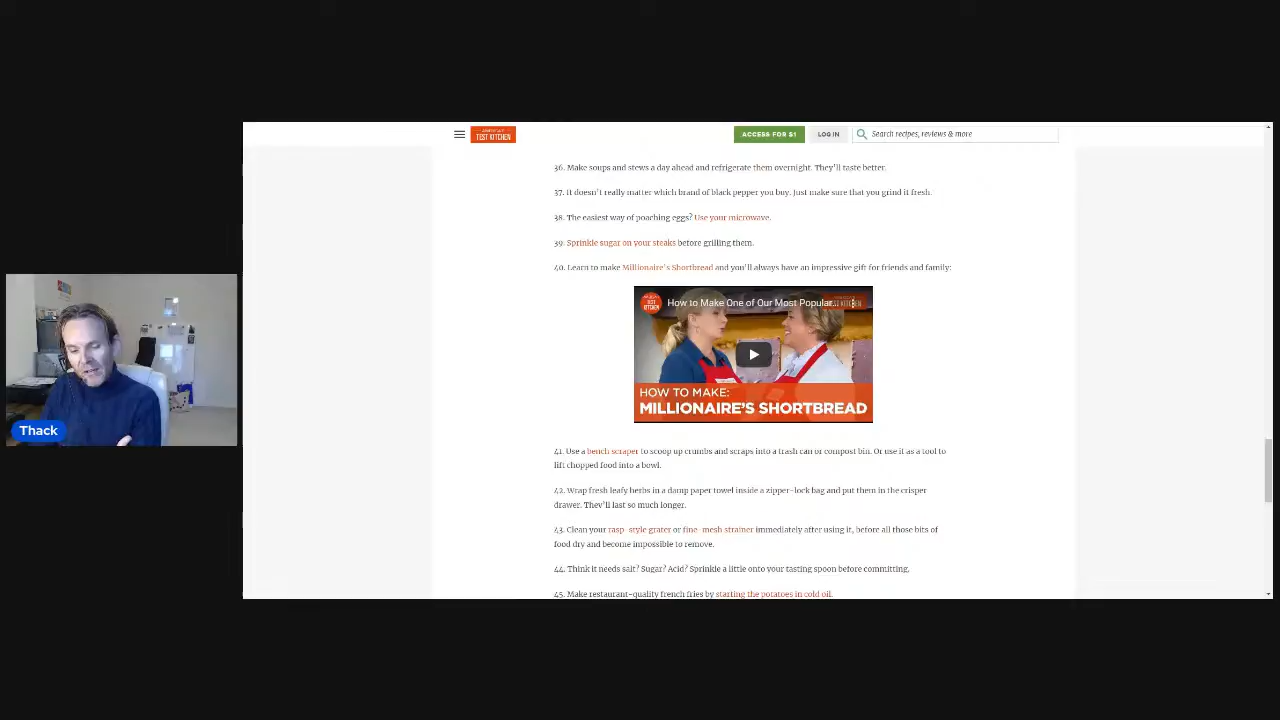 AMERICA'S
TEST KITCHEN
ACCESS FOR $1
LOG IN
Search recipes, reviews & more
36. Make soups and stews a day ahead and refrigerate them overnight. They'll taste better.
37. It doesn't really matter which brand of black pepper you buy. Just make sure that you grind it fresh.
38. The easiest way of poaching eggs? Use your microwave.
39. Sprinkle sugar on your steaks before grilling them.
40. Learn to make Millionaire's Shortbread and you'll always have an impressive gift for friends and family:
How to Make One of Our Most Popular...
HOW TO MAKE:
MILLIONAIRE'S SHORTBREAD
Thack
41. Use a bench scraper to scoop up crumbs and scraps into a trash can or compost bin. Or use it as a tool to
lift chopped food into a bowl.
42. Wrap fresh leafy herbs in a damp paper towel inside a zipper-lock bag and put them in the crisper
drawer. They'll last so much longer.
43. Clean your rasp-style grater or fine-mesh strainer immediately after using it, before all those bits of
food dry and become impossible to remove.
44. Think it needs salt? Sugar? Acid? Sprinkle a little onto your tasting spoon before committing.
45. Make restaurant-quality french fries by starting the potatoes in cold oil.